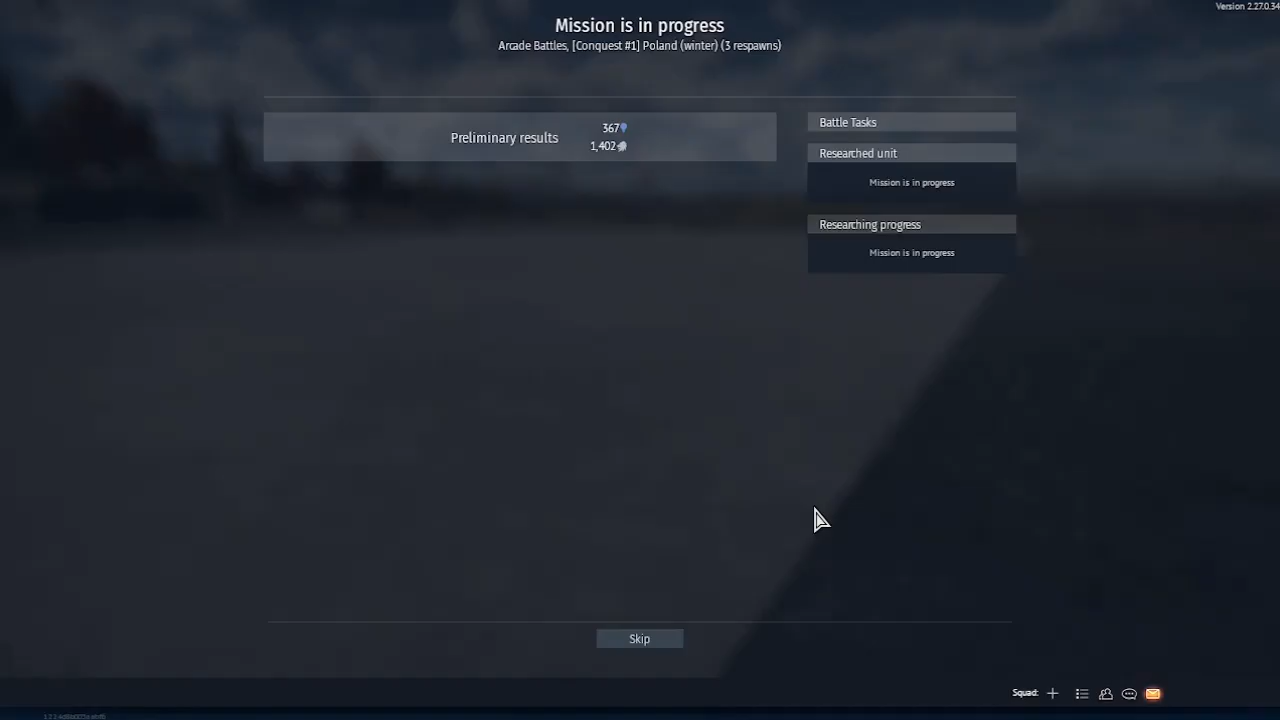 Version 2.27.0.34
Mission is in progress
Arcade Battles, [Conquest #1] Poland (winter) (3 respawns)
Preliminary results
367
1,402
Battle Tasks
Researched unit
Mission is in progress
Researching progress
Mission is in progress
Skip
Squad: